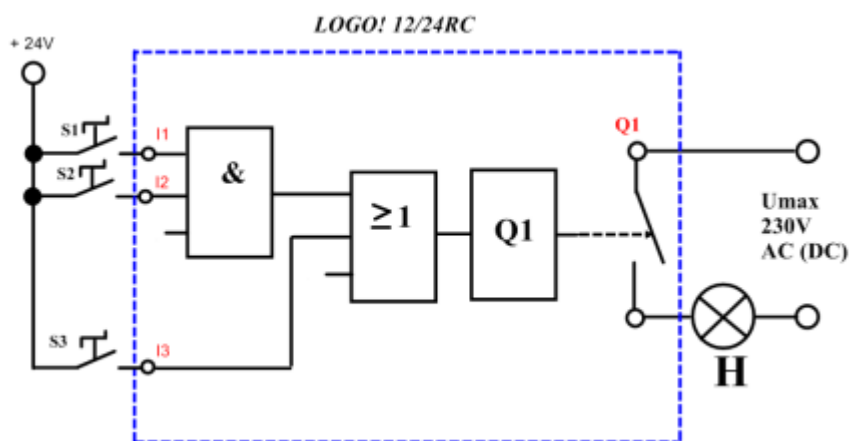 LOGO! 12/24RC
+ 24V
S1
I1
S2
I2
&
≥1
Q1
Q1
Umax
230V
AC (DC)
S3
I3
H